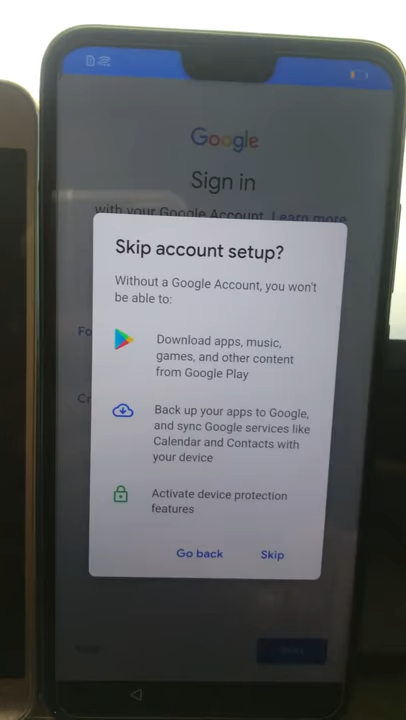 Google
Sign in
with your Google Account. Learn more
Skip account setup?
Without a Google Account, you won't
be able to:
Fo
Download apps, music,
games, and other content
from Google Play
Cr
Back up your apps to Google,
and sync Google services like
Calendar and Contacts with
your device
Activate device protection
features
Go back
Skip